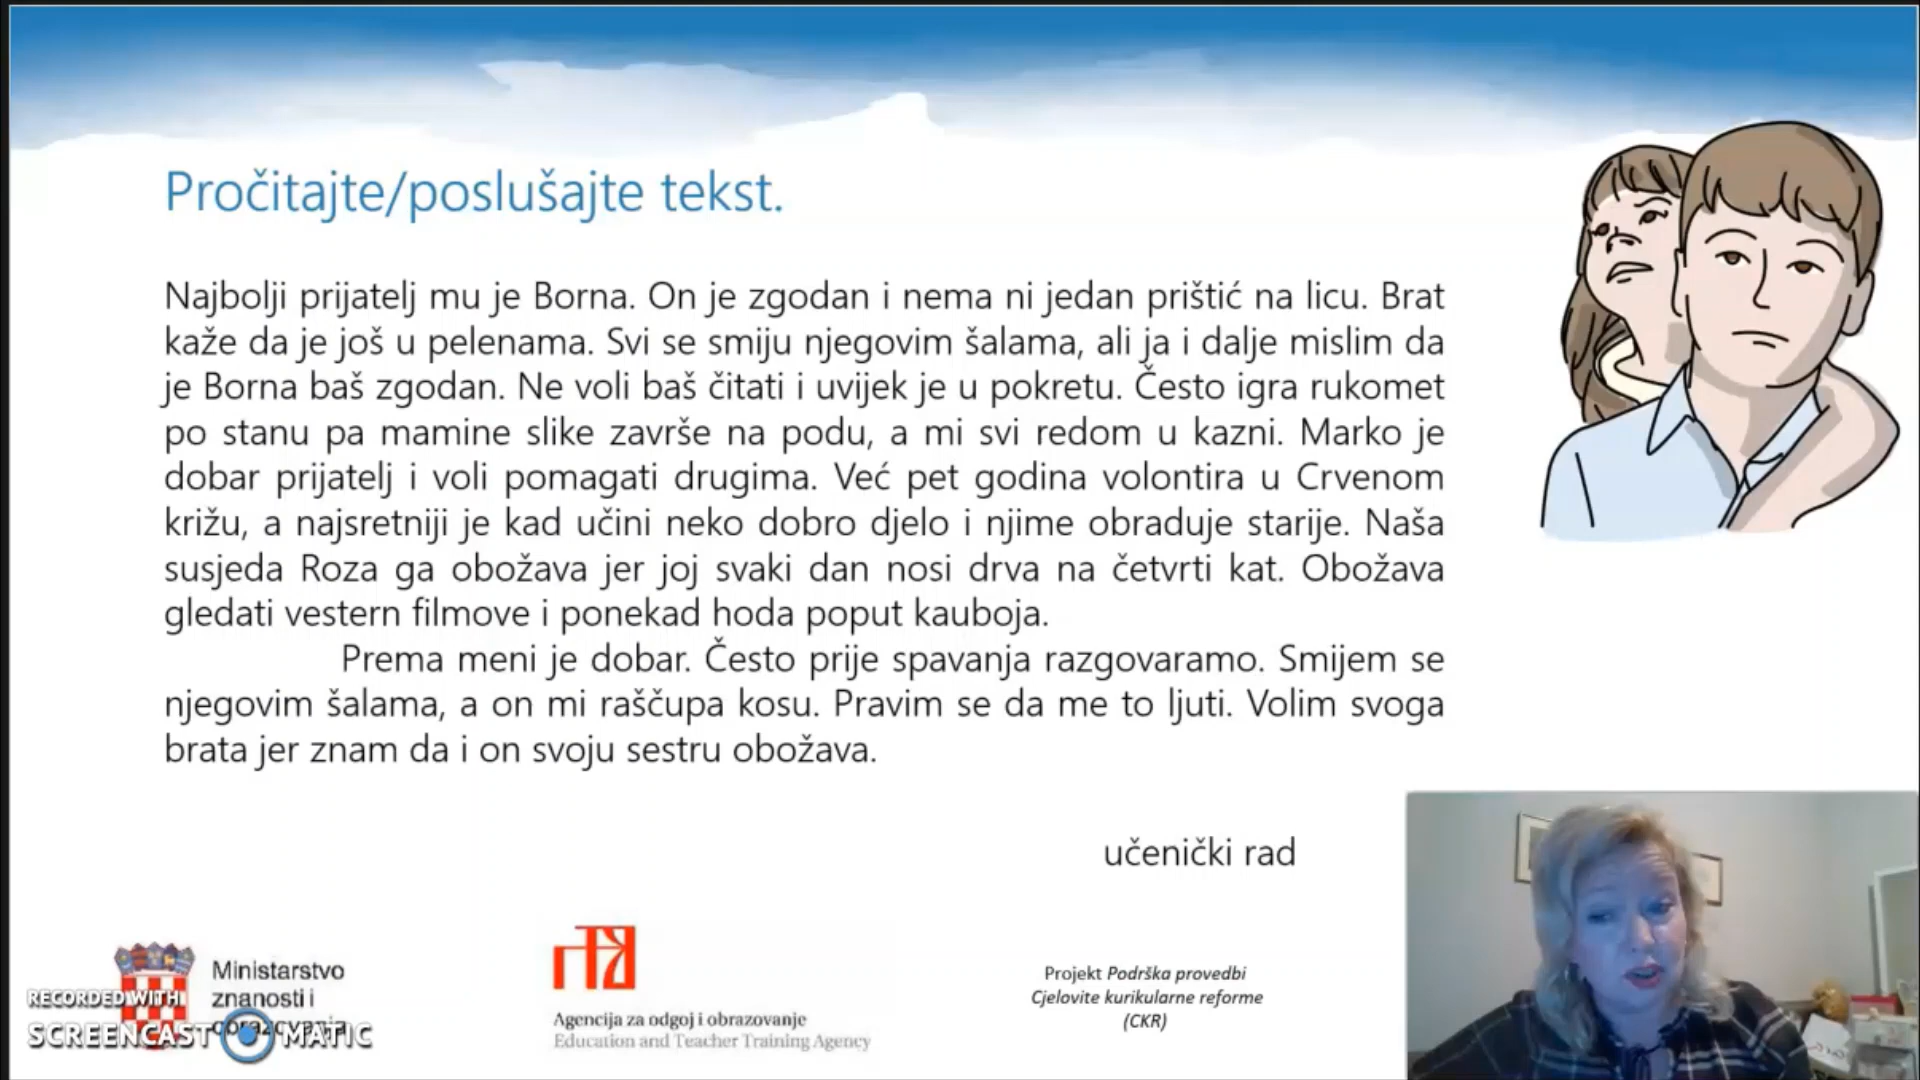 Pročitajte/poslušajte tekst.
Najbolji prijatelj mu je Borna. On je zgodan i nema ni jedan prištić na licu. Brat
kaže da je još u pelenama. Svi se smiju njegovim šalama, ali ja i dalje mislim da
je Borna baš zgodan. Ne voli baš čitati i uvijek je u pokretu. Često igra rukomet
po stanu pa mamine slike završe na podu, a mi svi redom u kazni. Marko je
dobar prijatelj i voli pomagati drugima. Već pet godina volontira u Crvenom
križu, a najsretniji je kad učini neko dobro djelo i njime obraduje starije. Naša
susjeda Roza ga obožava jer joj svaki dan nosi drva na četvrti kat. Obožava
gledati vestern filmove i ponekad hoda poput kauboja.
Prema meni je dobar. Često prije spavanja razgovaramo. Smijem se
njegovim šalama, a on mi raščupa kosu. Pravim se da me to ljuti. Volim svoga
brata jer znam da i on svoju sestru obožava.
učenički rad
Ministarstvo
znanosti i
obrazovanja
RECORDED WITH
SCREENCAST MATIC
Agencija za odgoj i obrazovanje
Education and Teacher Training Agency
Projekt Podrška provedbi
Cjelovite kurikularne reforme
(CKR)